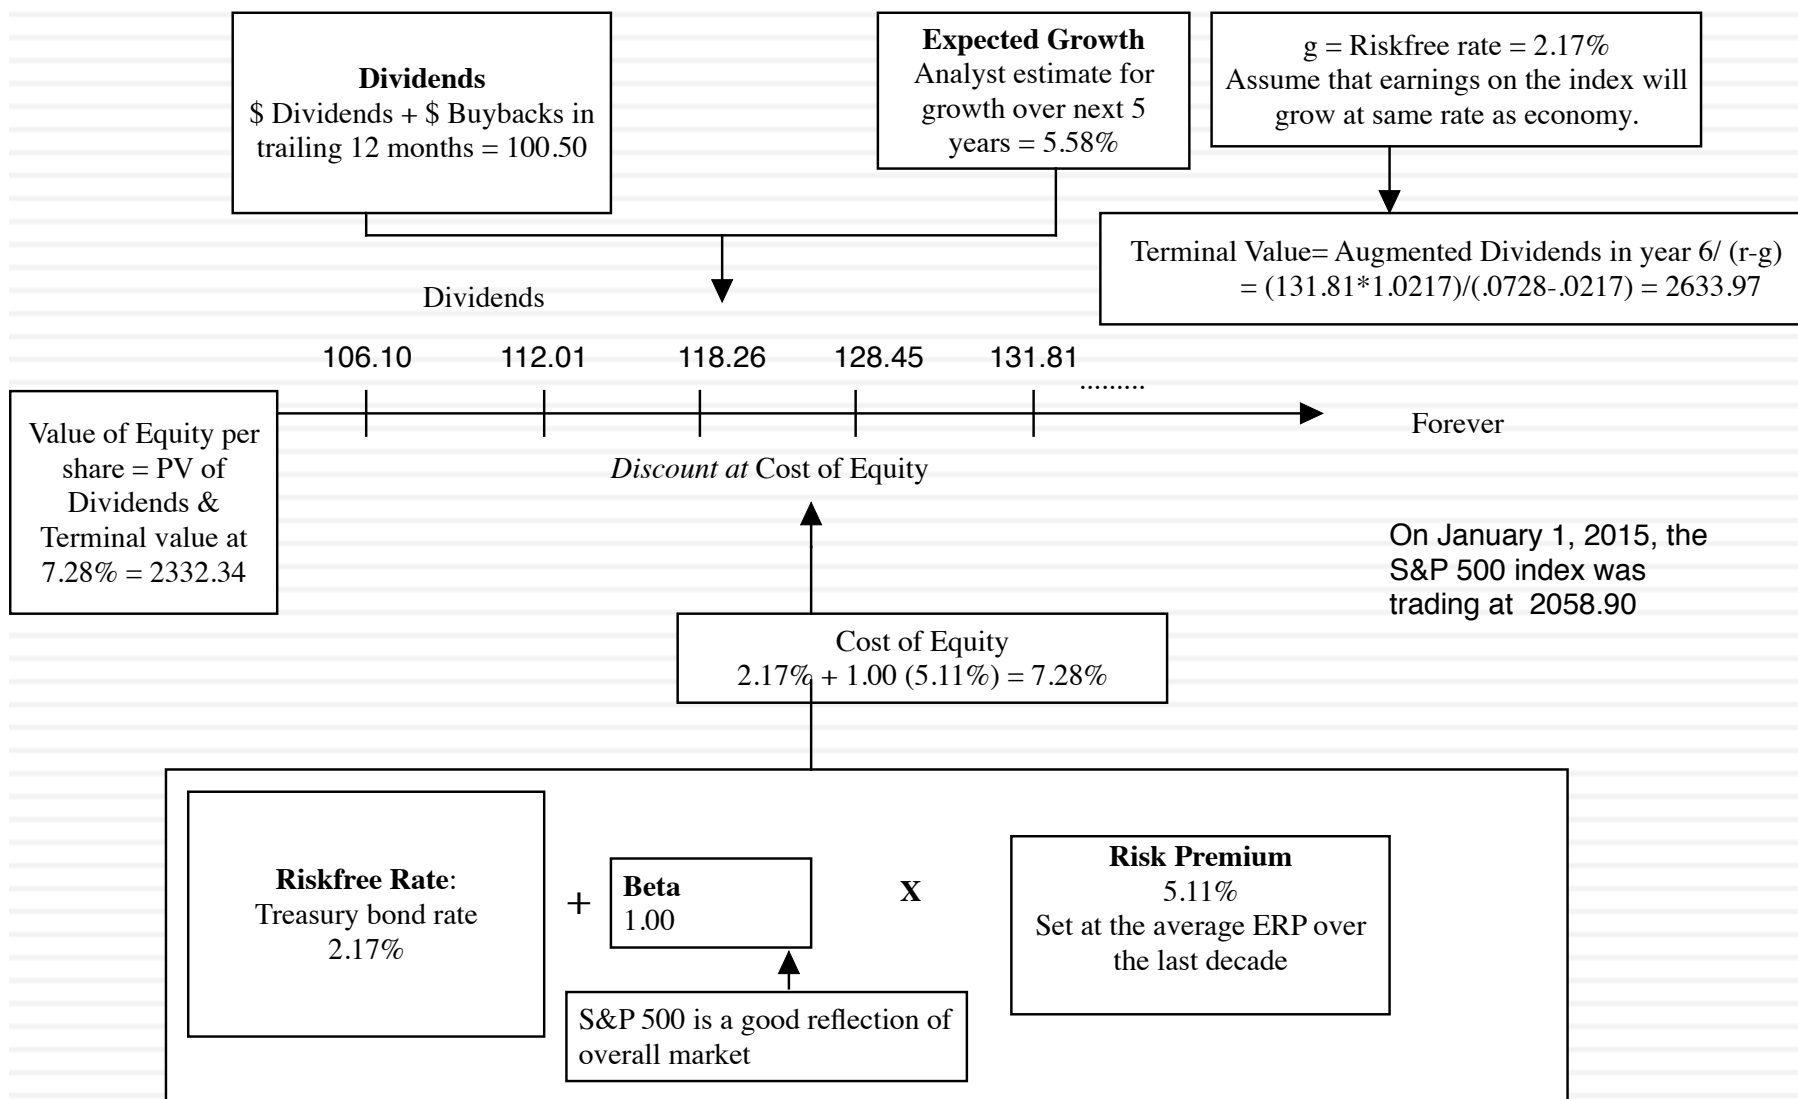 Dividends
$ Dividends + $ Buybacks in
trailing 12 months = 100.50
Expected Growth
Analyst estimate for
growth over next 5
years = 5.58%
g = Riskfree rate = 2.17%
Assume that earnings on the index will
grow at same rate as economy.
Terminal Value= Augmented Dividends in year 6/ (r-g)
= (131.81*1.0217)/(.0728-.0217) = 2633.97
Dividends
106.10 112.01 118.26 128.45 131.81
.........
Forever
Value of Equity per
share = PV of
Dividends &
Terminal value at
7.28% = 2332.34
Discount at Cost of Equity
On January 1, 2015, the
S&P 500 index was
trading at 2058.90
Cost of Equity
2.17% + 1.00 (5.11%) = 7.28%
Riskfree Rate:
Treasury bond rate
2.17%
+
Beta
1.00
X
Risk Premium
5.11%
Set at the average ERP over
the last decade
S&P 500 is a good reflection of
overall market